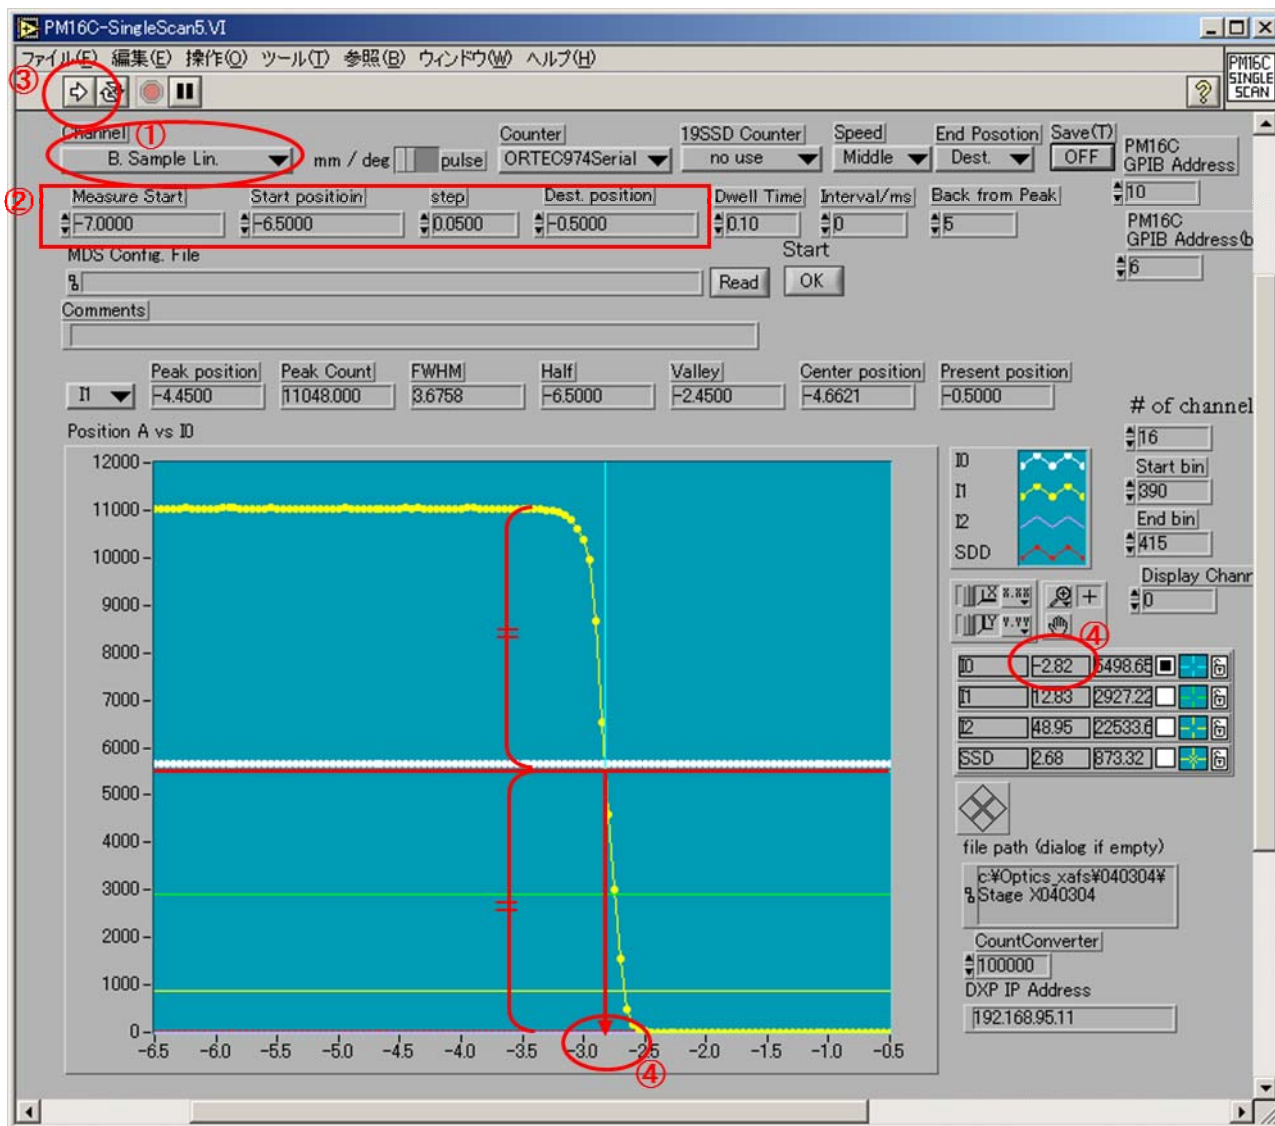 PM16C-SingleScan5.VI
ファイル(F) 編集(E) 操作(O) ツール(T) 参照(B) ウィンドウ(W) ヘルプ(H)
PM16C
SINGLE
SCAN
③
Channel ① Counter 19SSD Counter Speed End Posotion Save(T)
B. Sample Lin. mm / deg pulse ORTEC974Serial no use Middle Dest. OFF
PM16C
GPIB Address
10
② Measure Start Start positioin step Dest. position Dwell Time Interval/ms Back from Peak
-7.0000 -6.5000 0.0500 -0.5000 0.10 0 5
PM16C
GPIB Address(b
6
MDS Config. File Start
Read OK
Comments
Peak position Peak Count FWHM Half Valley Center position Present position
I1 -4.4500 11048.000 3.6758 -6.5000 -2.4500 -4.6621 -0.5000
# of channel
16
Start bin
390
End bin
415
Display Chanr
0
Position A vs I0
12000
11000
10000
9000
8000
7000
6000
5000
4000
3000
2000
1000
0
-6.5 -6.0 -5.5 -5.0 -4.5 -4.0 -3.5 -3.0 -2.5 -2.0 -1.5 -1.0 -0.5
④
I0
I1
I2
SDD
X X.XX
Y Y.YY
④
I0 -2.82 5498.65
I1 12.83 2927.22
I2 48.95 22533.6
SSD 2.68 873.32
file path (dialog if empty)
c:¥Optics_xafs¥040304¥
Stage X040304
CountConverter
100000
DXP IP Address
192.168.95.11